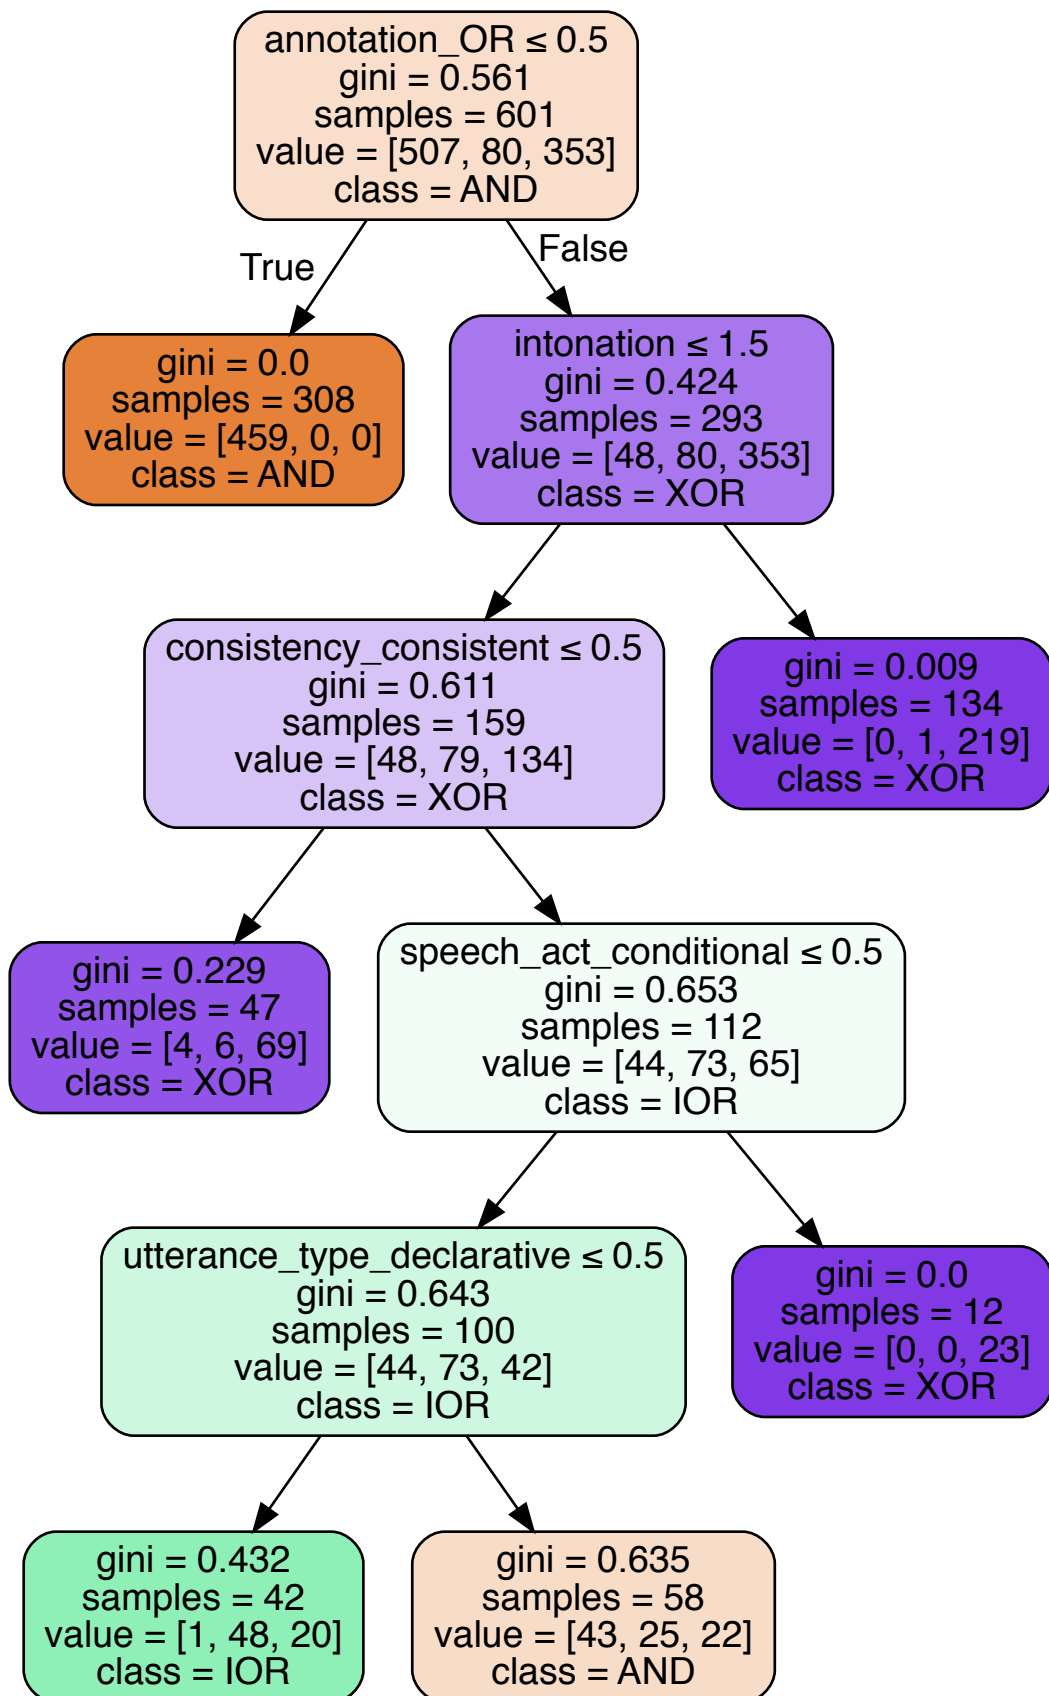 annotation_OR ≤ 0.5
gini = 0.561
samples = 601
value = [507, 80, 353]
class = AND
True
False
gini = 0.0
samples = 308
value = [459, 0, 0]
class = AND
intonation ≤ 1.5
gini = 0.424
samples = 293
value = [48, 80, 353]
class = XOR
consistency_consistent ≤ 0.5
gini = 0.611
samples = 159
value = [48, 79, 134]
class = XOR
gini = 0.009
samples = 134
value = [0, 1, 219]
class = XOR
gini = 0.229
samples = 47
value = [4, 6, 69]
class = XOR
speech_act_conditional ≤ 0.5
gini = 0.653
samples = 112
value = [44, 73, 65]
class = IOR
utterance_type_declarative ≤ 0.5
gini = 0.643
samples = 100
value = [44, 73, 42]
class = IOR
gini = 0.0
samples = 12
value = [0, 0, 23]
class = XOR
gini = 0.432
samples = 42
value = [1, 48, 20]
class = IOR
gini = 0.635
samples = 58
value = [43, 25, 22]
class = AND